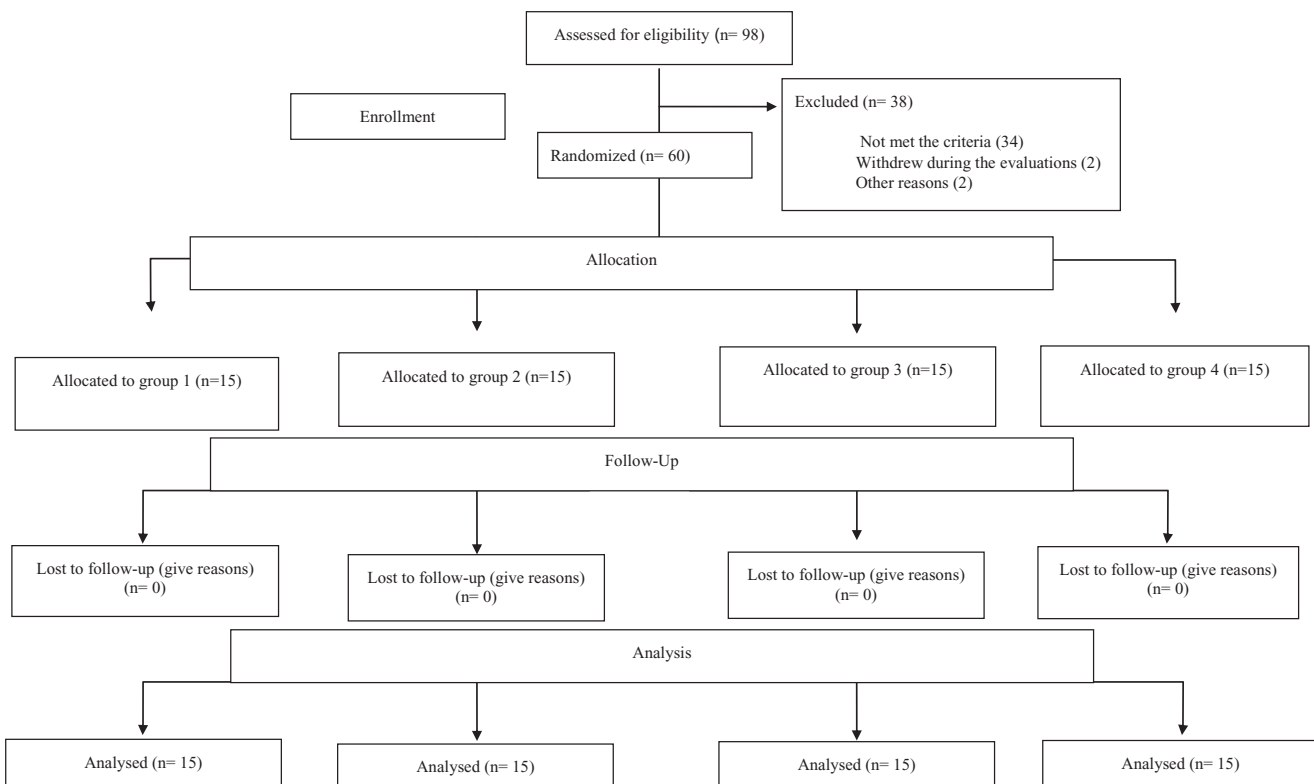 Assessed for eligibility (n= 98)
Enrollment
Excluded (n= 38)
Not met the criteria (34)
Withdrew during the evaluations (2)
Other reasons (2)
Randomized (n= 60)
Allocation
Allocated to group 1 (n=15)
Allocated to group 2 (n=15)
Allocated to group 3 (n=15)
Allocated to group 4 (n=15)
Follow-Up
Lost to follow-up (give reasons)
(n= 0)
Lost to follow-up (give reasons)
(n= 0)
Lost to follow-up (give reasons)
(n= 0)
Lost to follow-up (give reasons)
(n= 0)
Analysis
Analysed (n= 15)
Analysed (n= 15)
Analysed (n= 15)
Analysed (n= 15)